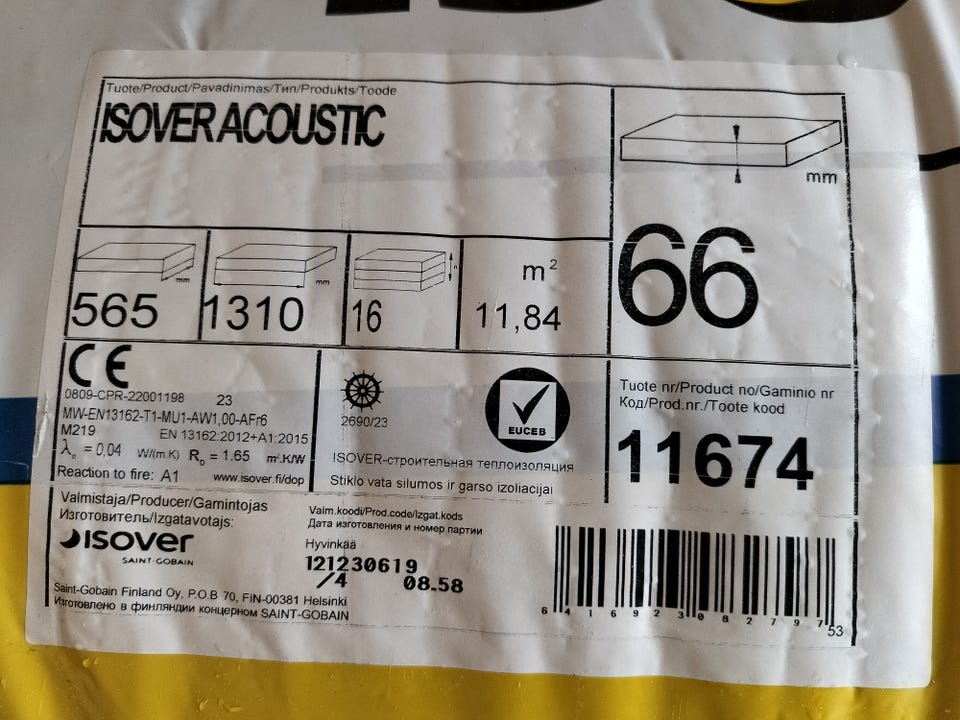 Tuote/Product/Pavadinimas/Тип/Produkts/Toode
ISOVER ACOUSTIC
mm
66
mm
565
mm
1310
n
16
m²
11,84
CE
0809-CPR-22001198 23
MW-EN13162-T1-MU1-AW1,00-AFr6
M219 EN 13162:2012+A1:2015
λD = 0,04 W/(m.K) RD = 1.65 m².K/W
Reaction to fire: A1 www.isover.fi/dop
2690/23
EUCEB
ISOVER-строительная теплоизоляция
Stiklo vata silumos ir garso izoliacijai
Tuote nr/Product no/Gaminio nr
Код/Prod.nr./Toote kood
11674
Valmistaja/Producer/Gamintojas
Изготовитель/Izgatavotajs:
isover
SAINT-GOBAIN
Saint-Gobain Finland Oy, P.O.B 70, FIN-00381 Helsinki
Изготовлено в финляндии концерном SAINT-GOBAIN
Valm.koodi/Prod.code/Izgat.kods
Дата изготовления и номер партии
Hyvinkää
121230619
/4 08.58
6 416923 082797
53